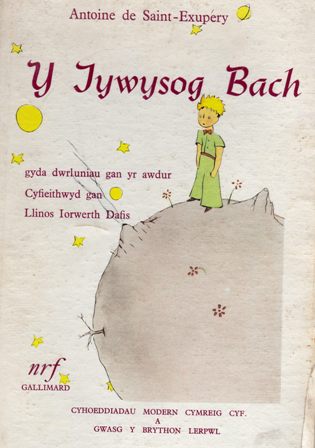 Antoine de Saint-Exupéry
Y Tywysog Bach
gyda dwrluniau gan yr awdur
Cyfieithwyd gan
Llinos Iorwerth Dafis
nrf
GALLIMARD
CYHOEDDIADAU MODERN CYMREIG CYF.
A
GWASG Y BRYTHON LERPWL